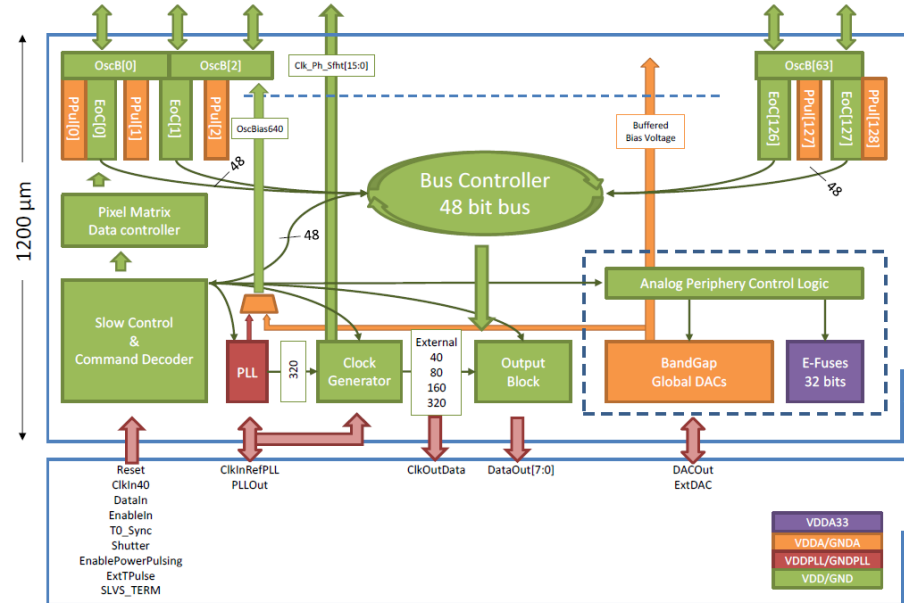 OscB[0]
OscB[2]
Clk_Ph_Sfht[15:0]
OscB[63]
PPul[0]
EoC[0]
PPul[1]
EoC[1]
PPul[2]
OscBias640
Buffered
Bias Voltage
EoC[126]
PPul[127]
EoC[127]
PPul[128]
48
48
1200 µm
Bus Controller
48 bit bus
Pixel Matrix
Data controller
48
Analog Periphery Control Logic
Slow Control
&
Command Decoder
PLL
320
Clock
Generator
External
40
80
160
320
Output
Block
BandGap
Global DACs
E-Fuses
32 bits
Reset
ClkIn40
DataIn
EnableIn
T0_Sync
Shutter
EnablePowerPulsing
ExtTPulse
SLVS_TERM
ClkInRefPLL
PLLOut
ClkOutData
DataOut[7:0]
DACOut
ExtDAC
VDDA33
VDDA/GNDA
VDDPLL/GNDPLL
VDD/GND